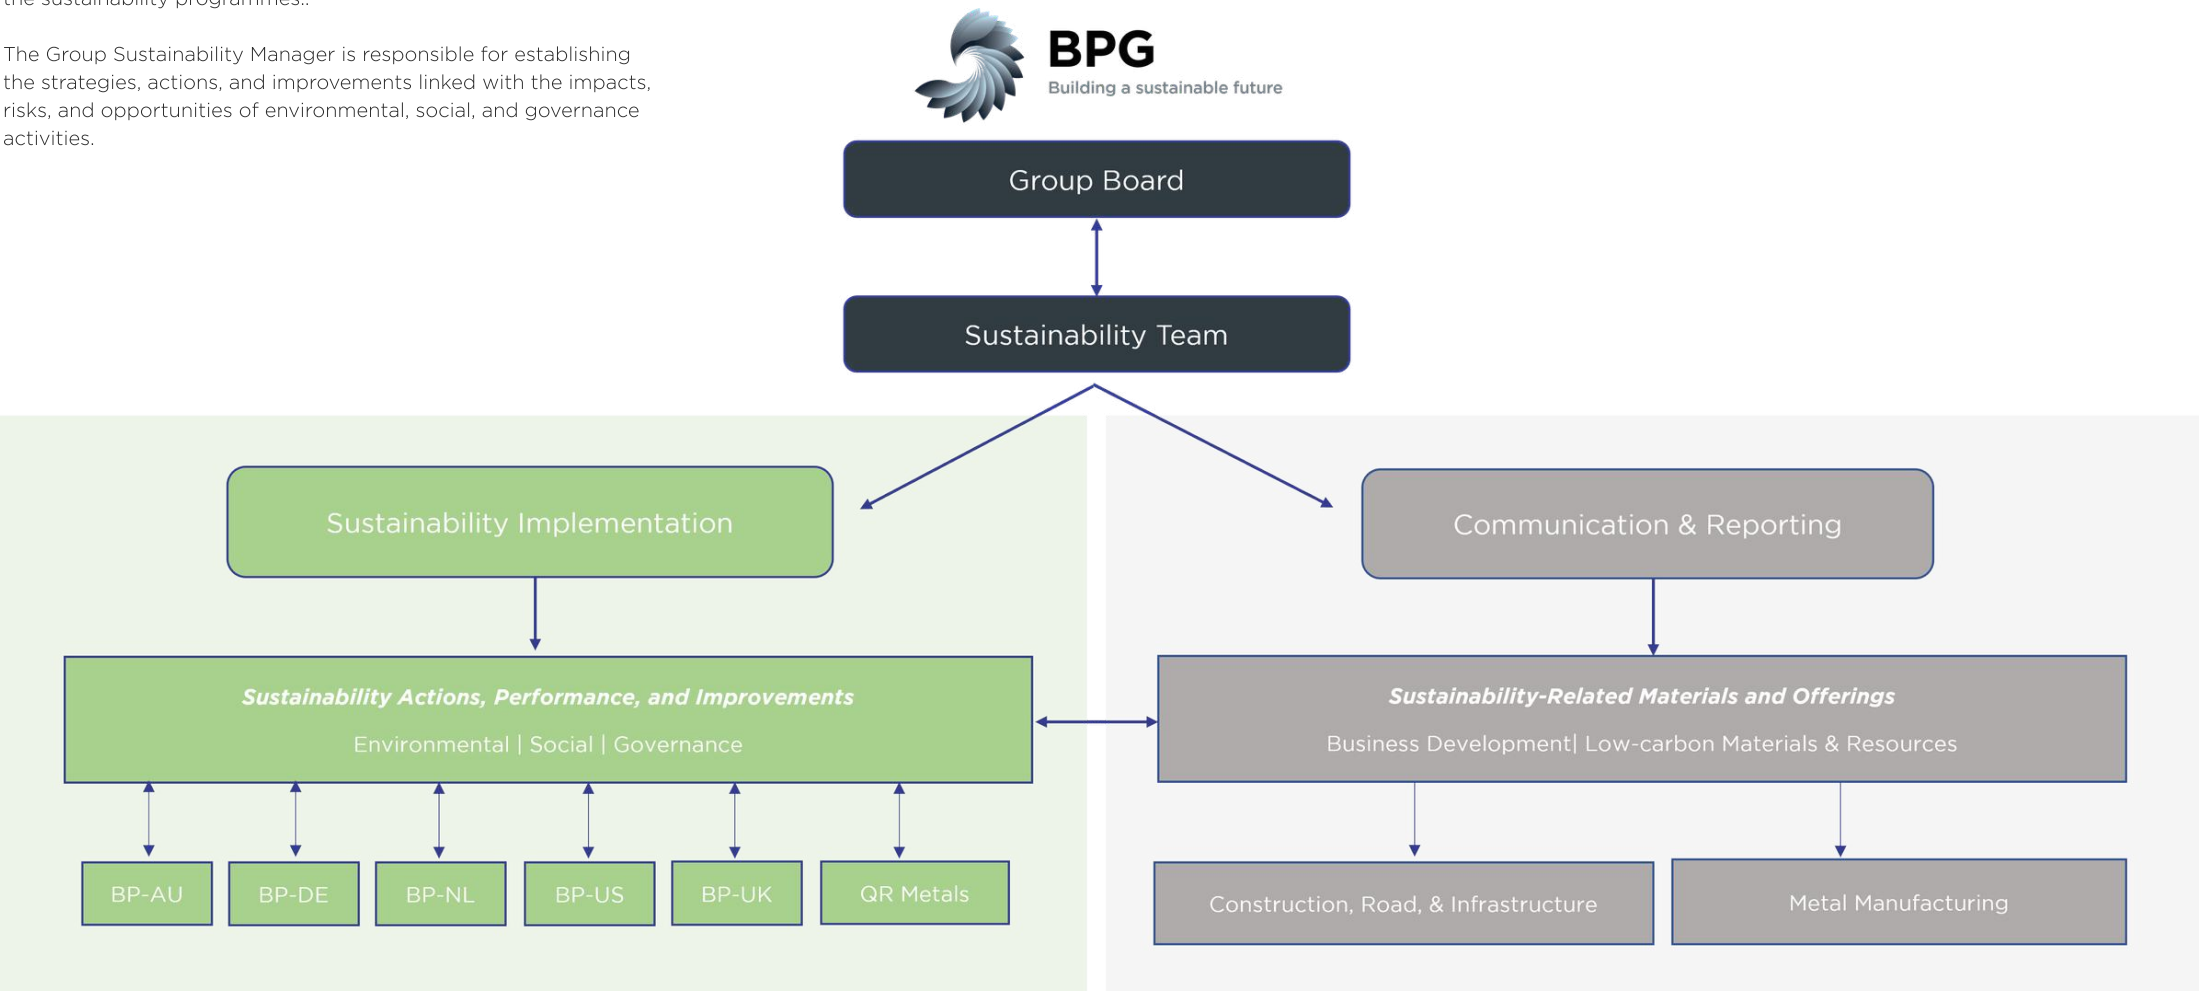 the sustainability programmes..
The Group Sustainability Manager is responsible for establishing
the strategies, actions, and improvements linked with the impacts,
risks, and opportunities of environmental, social, and governance
activities.
BPG
Building a sustainable future
Group Board
Sustainability Team
Sustainability Implementation
Communication & Reporting
Sustainability Actions, Performance, and Improvements
Environmental | Social | Governance
Sustainability-Related Materials and Offerings
Business Development| Low-carbon Materials & Resources
BP-AU
BP-DE
BP-NL
BP-US
BP-UK
QR Metals
Construction, Road, & Infrastructure
Metal Manufacturing